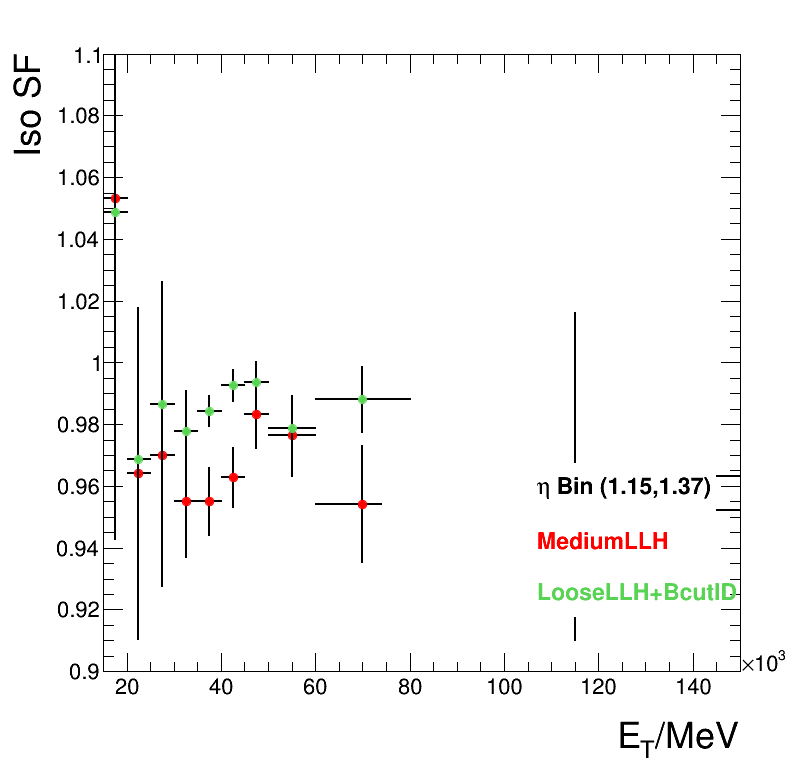 Iso SF
1.1
1.08
1.06
1.04
1.02
1
0.98
0.96
0.94
0.92
0.9
η Bin (1.15,1.37)
MediumLLH
LooseLLH+BcutID
20 40 60 80 100 120 140 ×10³
E_T/MeV